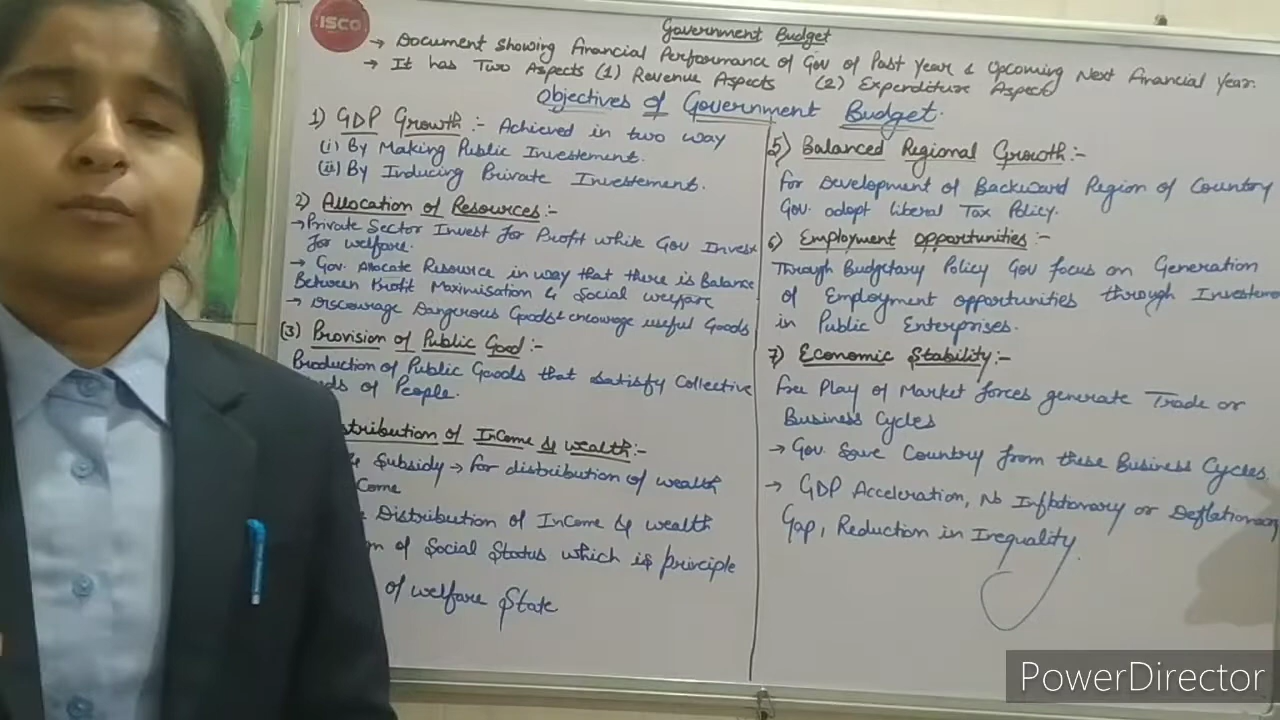 ISCO
Government Budget
→ Document showing Financial Performance of Gov of Past Year & Upcoming Next Financial Year.
→ It has Two Aspects (1) Revenue Aspects (2) Expenditure Aspect
Objectives of Government Budget.
1) GDP Growth:- Achieved in two way
(i) By Making Public Investement.
(ii) By Inducing Private Investement.
2) Allocation of Resources:-
→ Private Sector Invest for Profit while Gov Invest
for welfare.
→ Gov. Allocate Resource in way that there is Balance
Between Profit Maximisation & Social welfare
→ Discourage Dangerous Goods & encourage useful Goods
(3) Provision of Public Good:-
Production of Public Goods that satisfy Collective
ds of People.
stribution of InCome & wealth:-
& Subsidy → for distribution of wealth
Come
Distribution of InCome & wealth
n of Social Status which is principle
of welfare State
5) Balanced Regional Growth:-
for Development of Backward Region of Country
Gov. adopt liberal Tax Policy.
6) Employment opportunities:-
Through Budgetary Policy Gov focus on Generation
of Employment opportunities through Investeme
in Public Enterprises.
7) Economic Stability:-
Free Play of Market forces generate Trade or
Business Cycles
→ Gov. Save Country from these Business Cycles.
→ GDP Acceleration, No Inflationary or Deflationary
Gap, Reduction in Inequality.
PowerDirector